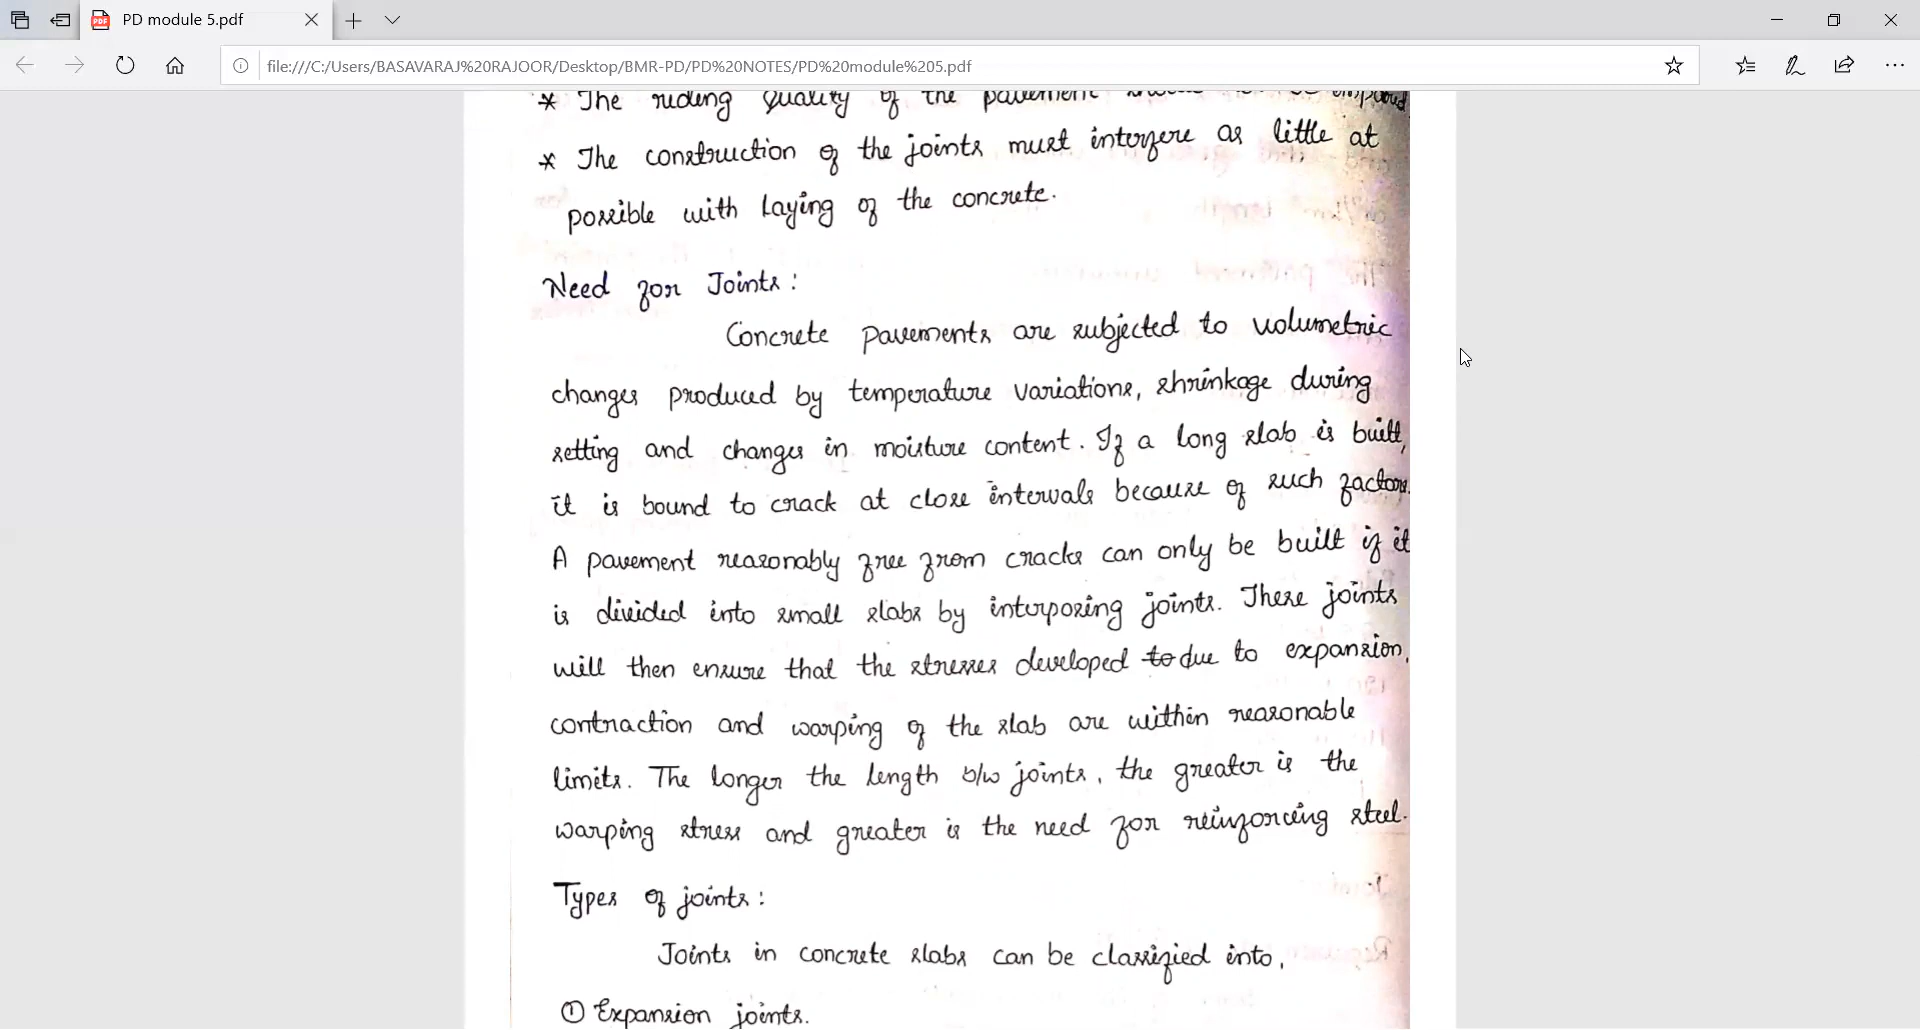 PD module 5.pdf
file:///C:/Users/BASAVARAJ%20RAJOOR/Desktop/BMR-PD/PD%20NOTES/PD%20module%205.pdf
* The riding quality of the pavement
* The construction of the joints must interfere as little at
possible with laying of the concrete.
Need for Joints :
Concrete pavements are subjected to volumetric
changes produced by temperature variations, shrinkage during
setting and changes in moisture content. If a long slab is built,
it is bound to crack at close intervals because of such factors.
A pavement reasonably free from cracks can only be built if it
is divided into small slabs by interposing joints. These joints
will then ensure that the stresses developed to due to expansion,
contraction and warping of the slab are within reasonable
limits. The longer the length b/w joints, the greater is the
warping stress and greater is the need for reinforcing steel.
Types of joints :
Joints in concrete slabs can be classified into,
① Expansion joints.